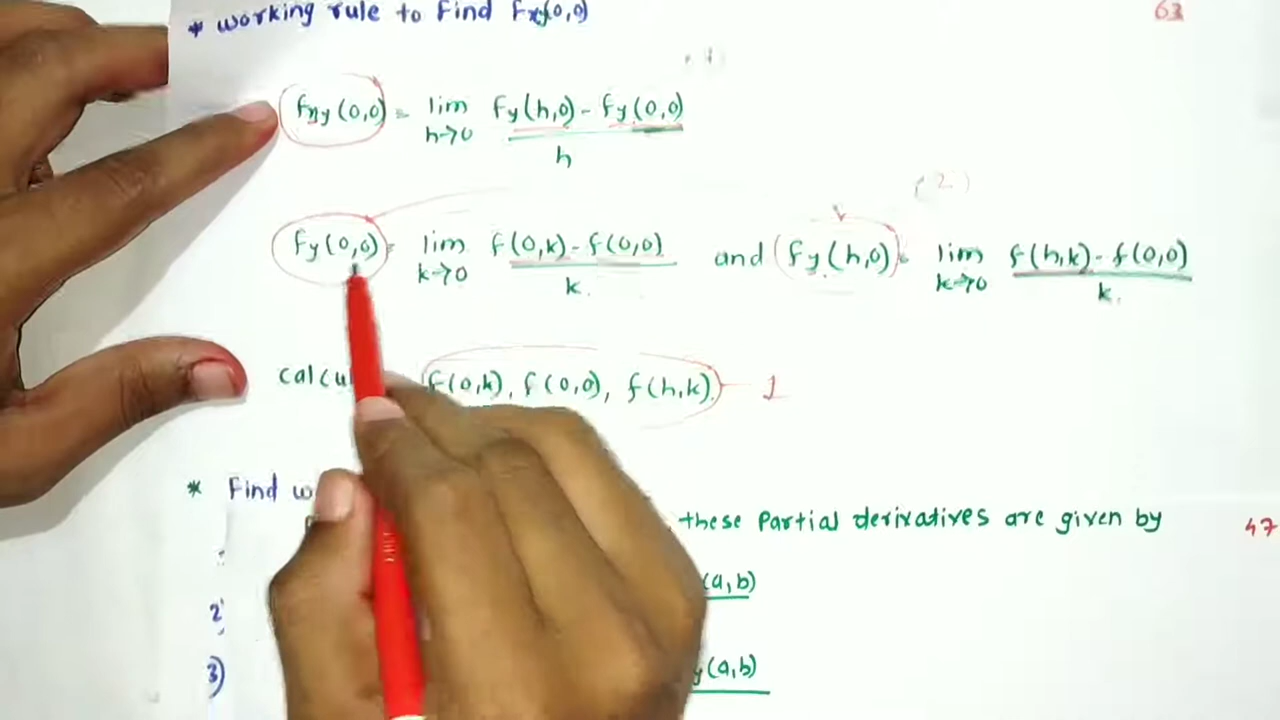 * working rule to find fxy(0,0)
63
(1)
fxy (0,0) = lim h→0 fy(h,0) - fy(0,0) / h
(2)
fy(0,0) = lim k→0 f(0,k) - f(0,0) / k. and fy(h,0) = lim k→0 f(h,k) - f(0,0) / k.
f(0,k), f(0,0), f(h,k). 1
* Find
these Partial derivatives are given by 47
2) (a,b)
3) y(a,b)